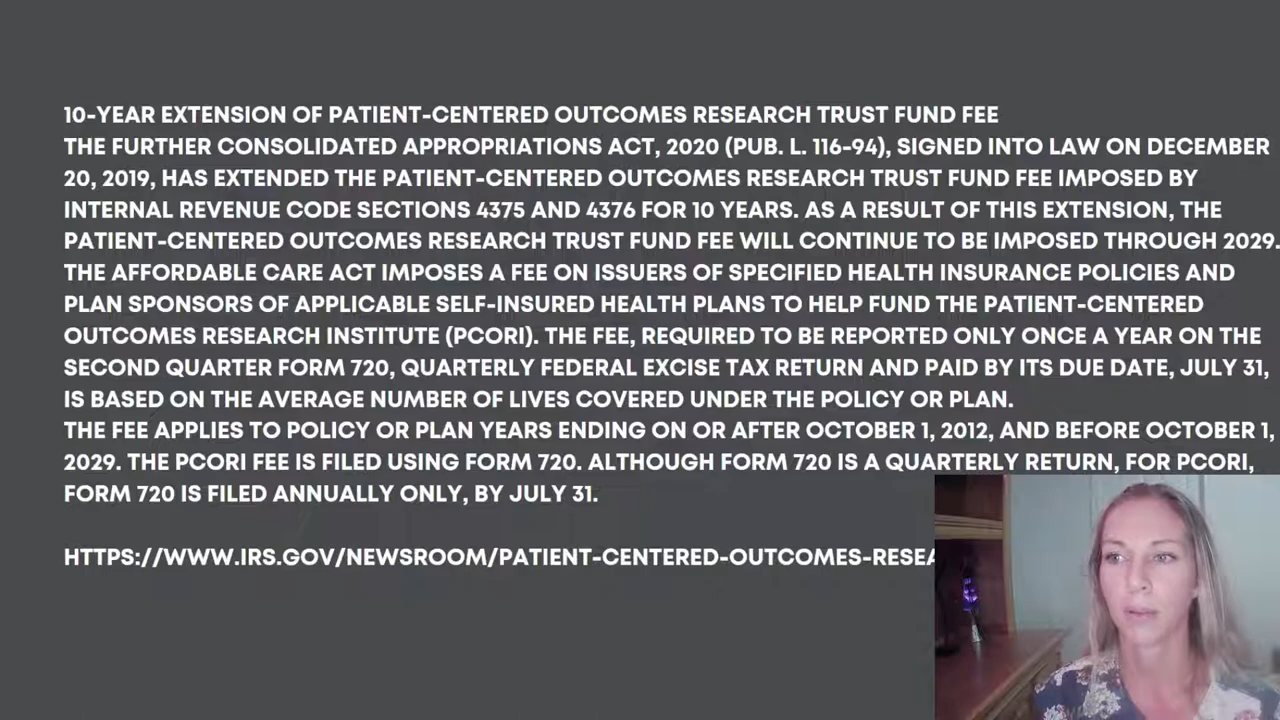 10-YEAR EXTENSION OF PATIENT-CENTERED OUTCOMES RESEARCH TRUST FUND FEE
THE FURTHER CONSOLIDATED APPROPRIATIONS ACT, 2020 (PUB. L. 116-94), SIGNED INTO LAW ON DECEMBER
20, 2019, HAS EXTENDED THE PATIENT-CENTERED OUTCOMES RESEARCH TRUST FUND FEE IMPOSED BY
INTERNAL REVENUE CODE SECTIONS 4375 AND 4376 FOR 10 YEARS. AS A RESULT OF THIS EXTENSION, THE
PATIENT-CENTERED OUTCOMES RESEARCH TRUST FUND FEE WILL CONTINUE TO BE IMPOSED THROUGH 2029.
THE AFFORDABLE CARE ACT IMPOSES A FEE ON ISSUERS OF SPECIFIED HEALTH INSURANCE POLICIES AND
PLAN SPONSORS OF APPLICABLE SELF-INSURED HEALTH PLANS TO HELP FUND THE PATIENT-CENTERED
OUTCOMES RESEARCH INSTITUTE (PCORI). THE FEE, REQUIRED TO BE REPORTED ONLY ONCE A YEAR ON THE
SECOND QUARTER FORM 720, QUARTERLY FEDERAL EXCISE TAX RETURN AND PAID BY ITS DUE DATE, JULY 31,
IS BASED ON THE AVERAGE NUMBER OF LIVES COVERED UNDER THE POLICY OR PLAN.
THE FEE APPLIES TO POLICY OR PLAN YEARS ENDING ON OR AFTER OCTOBER 1, 2012, AND BEFORE OCTOBER 1,
2029. THE PCORI FEE IS FILED USING FORM 720. ALTHOUGH FORM 720 IS A QUARTERLY RETURN, FOR PCORI,
FORM 720 IS FILED ANNUALLY ONLY, BY JULY 31.
HTTPS://WWW.IRS.GOV/NEWSROOM/PATIENT-CENTERED-OUTCOMES-RESEA